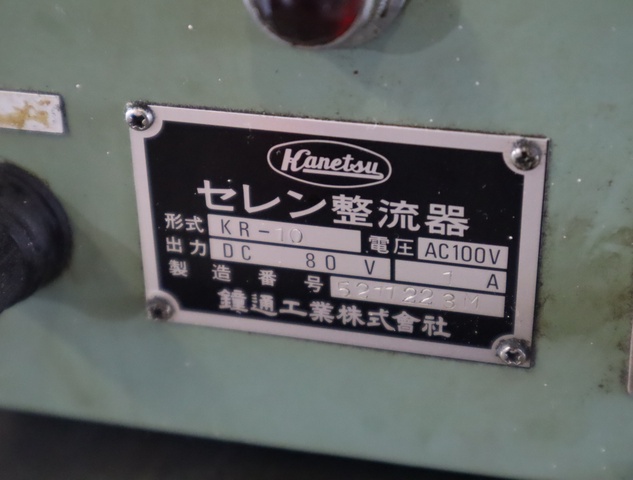 Kanetsu
セレン整流器
形式 KR-10 電圧 AC100V
出力 DC 80 V 1 A
製造番号 5211223M
鐘通工業株式會社